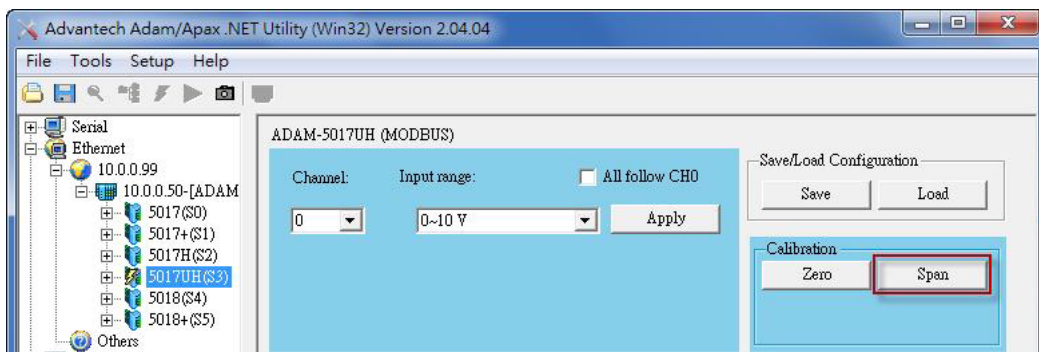 Advantech Adam/Apax .NET Utility (Win32) Version 2.04.04
File Tools Setup Help
Serial
Ethernet
10.0.0.99
10.0.0.50-[ADAM
5017(S0)
5017+(S1)
5017H(S2)
5017UH(S3)
5018(S4)
5018+(S5)
Others
ADAM-5017UH (MODBUS)
Channel: Input range: All follow CH0
0 0~10 V Apply
Save/Load Configuration
Save Load
Calibration
Zero Span